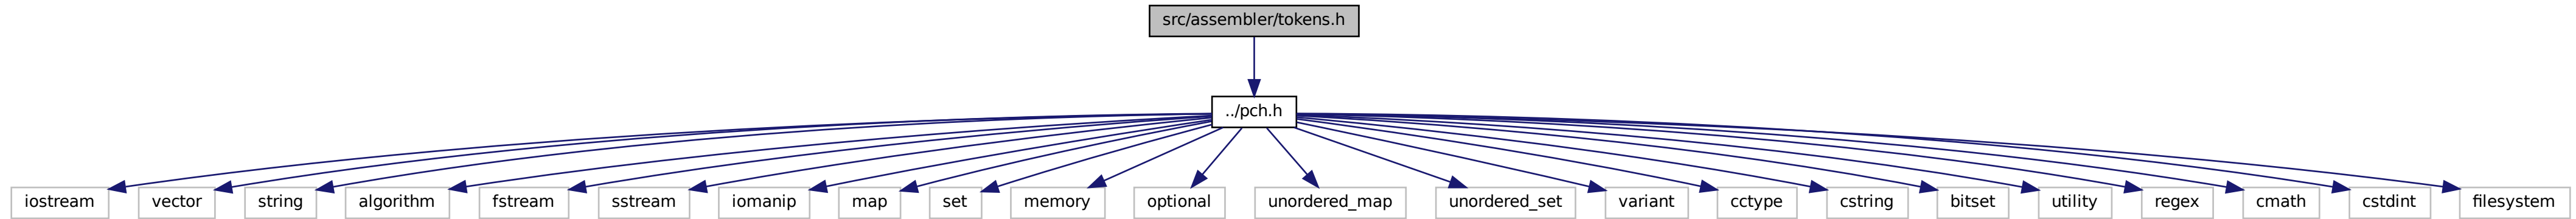 src/assembler/tokens.h
../pch.h
iostream
vector
string
algorithm
fstream
sstream
iomanip
map
set
memory
optional
unordered_map
unordered_set
variant
cctype
cstring
bitset
utility
regex
cmath
cstdint
filesystem